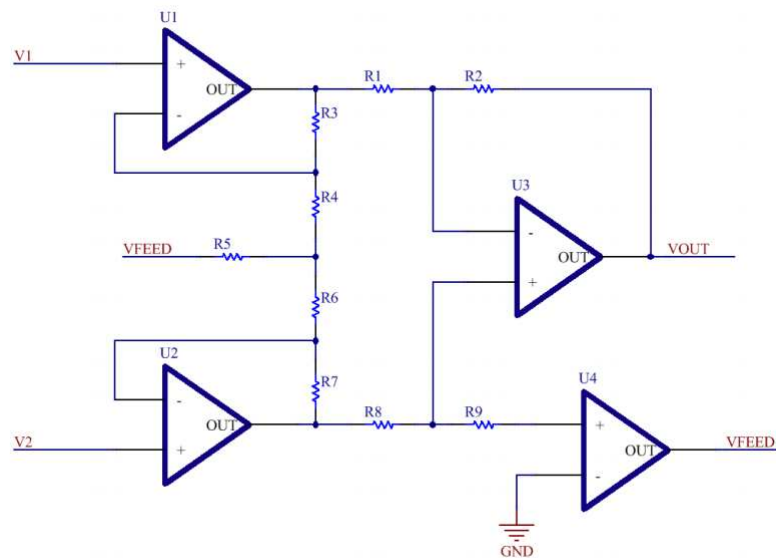 U1
V1
+
OUT
-
R1
R2
R3
R4
U3
-
+
OUT
VOUT
VFEED
R5
R6
U2
-
OUT
+
V2
R7
R8
R9
U4
+
OUT
-
VFEED
GND